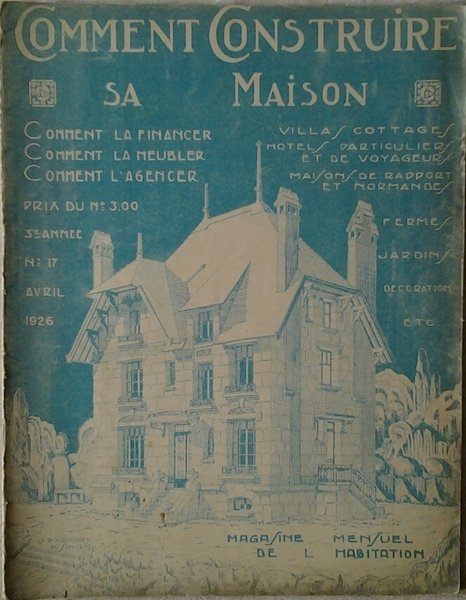 COMMENT CONSTRUIRE
SA MAISON
COMMENT LA FINANCER
COMMENT LA MEUBLER
COMMENT L'AGENCER
PRIX DU No 3.00
3e ANNÉE
No 17
AVRIL
1926
VILLAS COTTAGES
HOTELS PARTICULIERS
ET DE VOYAGEURS
MAISONS DE RAPPORT
ET NORMANDES
FERMES
JARDINS
DECORATION
ETC
MAGASINE MENSUEL
DE L HABITATION